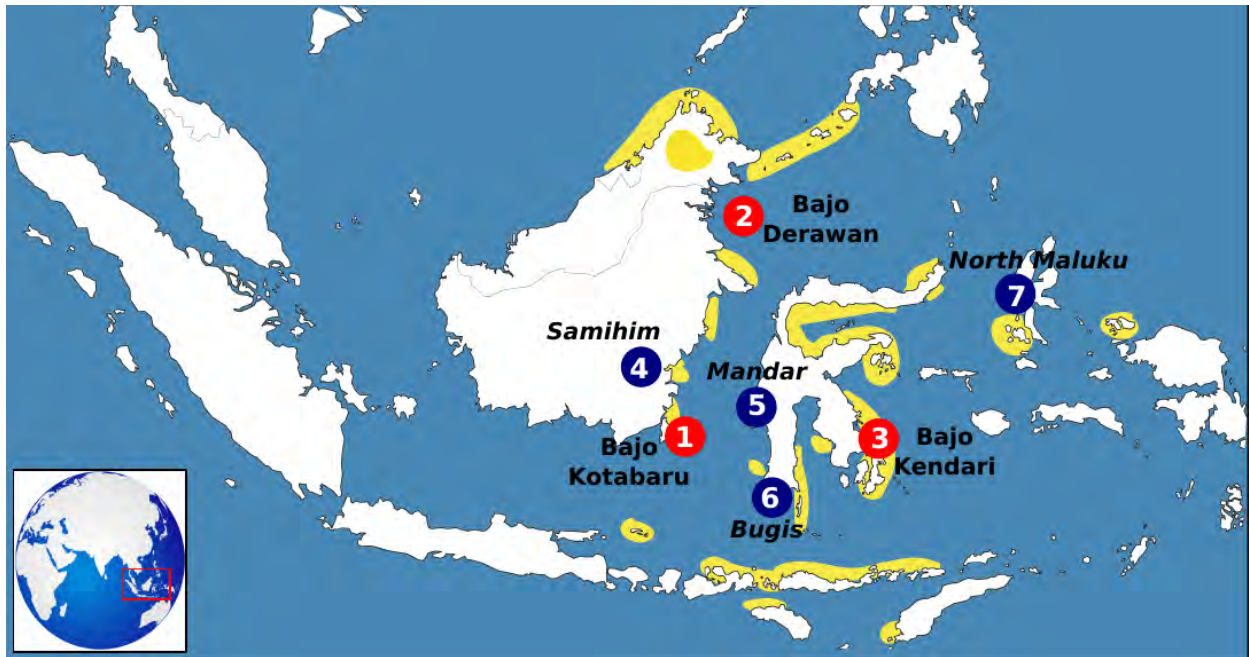 2
Bajo
Derawan
North Maluku
7
Samihim
4
Mandar
5
1
Bajo
Kotabaru
3
Bajo
Kendari
6
Bugis